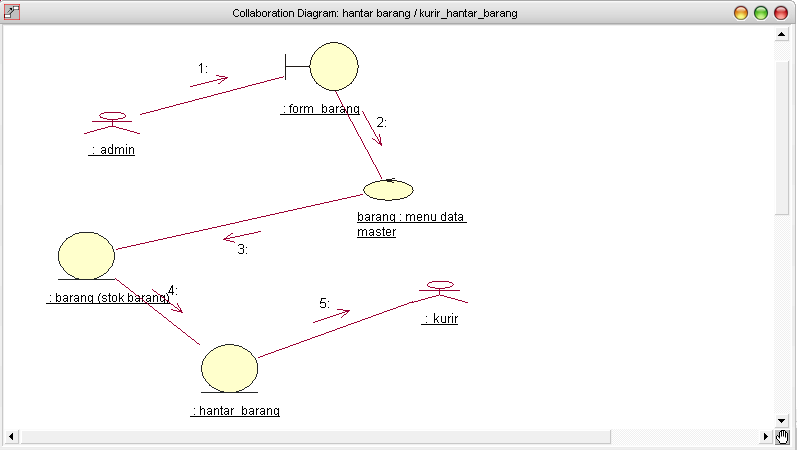 Collaboration Diagram: hantar barang / kurir_hantar_barang
1:
: form_barang
2:
: admin
barang : menu data
master
3:
: barang (stok barang)
4:
5:
: kurir
: hantar_barang